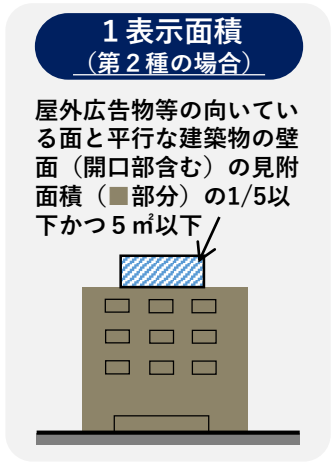 1表示面積
(第2種の場合)
屋外広告物等の向いてい
る面と平行な建築物の壁
面（開口部含む）の見附
面積（■部分）の1/5以
下かつ5㎡以下